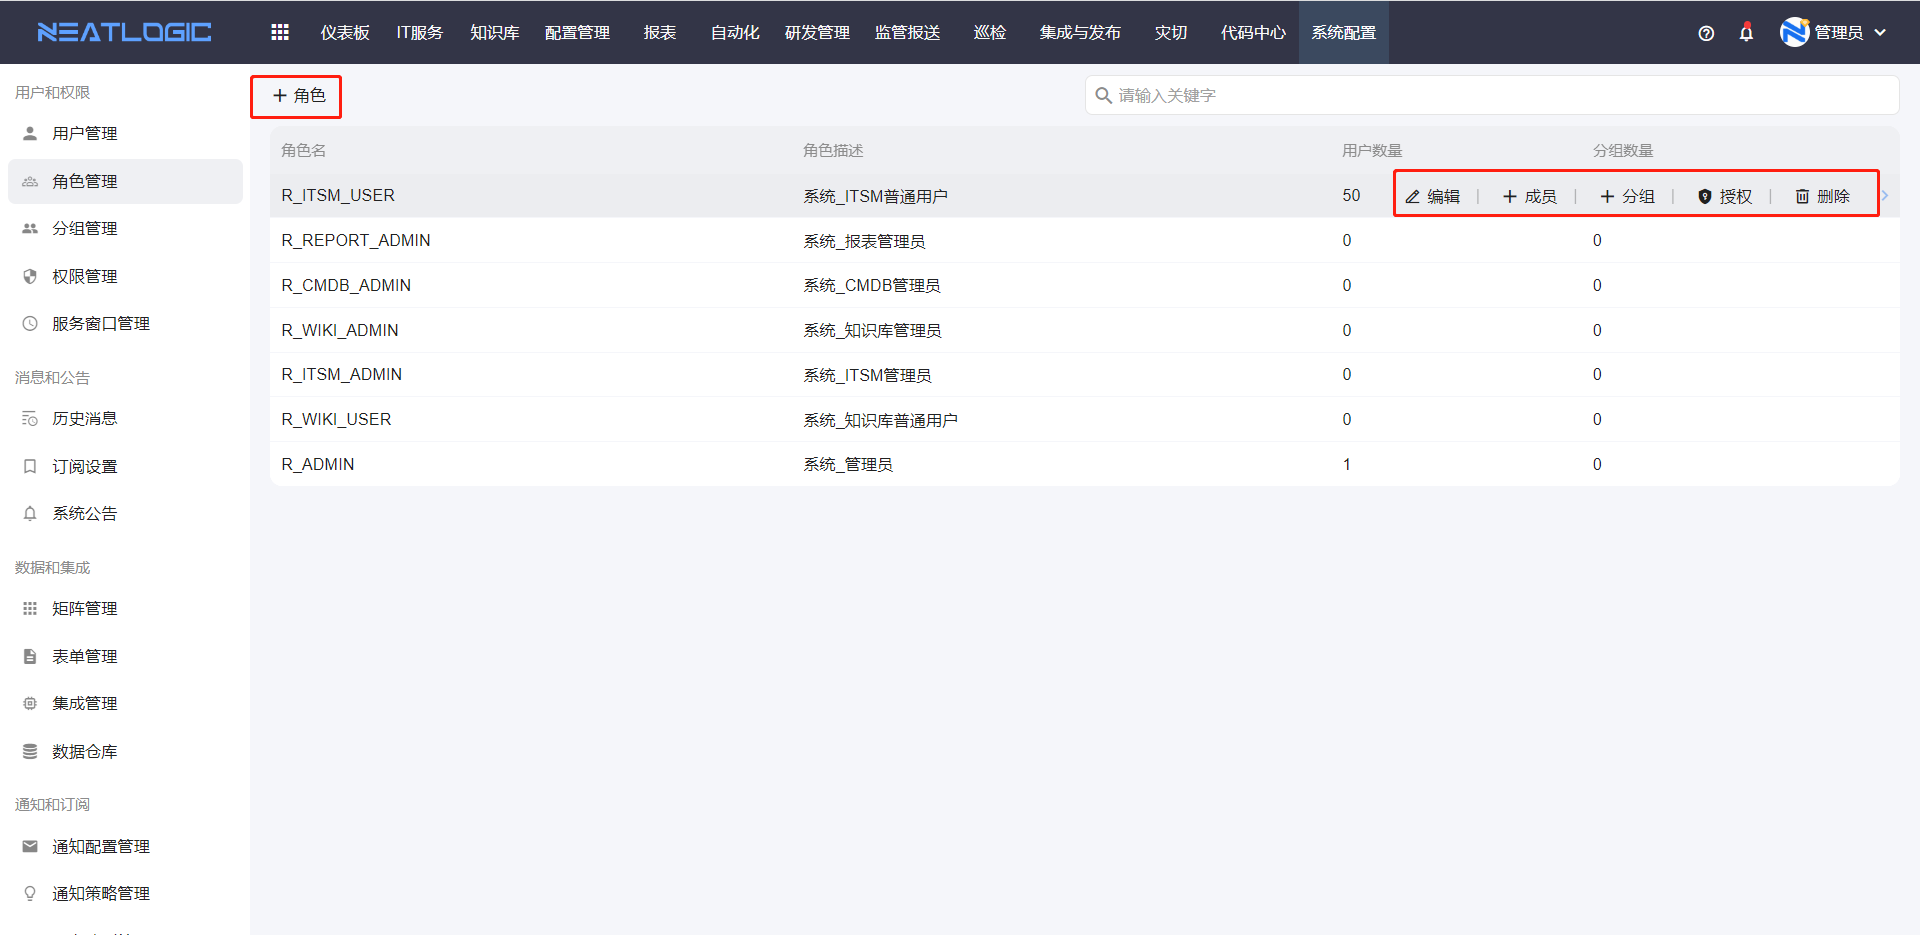 NEATLOGIC 仪表板 IT服务 知识库 配置管理 报表 自动化 研发管理 监管报送 巡检 集成与发布 灾切 代码中心 系统配置 管理员
用户和权限
用户管理
角色管理
分组管理
权限管理
服务窗口管理
消息和公告
历史消息
订阅设置
系统公告
数据和集成
矩阵管理
表单管理
集成管理
数据仓库
通知和订阅
通知配置管理
通知策略管理
+ 角色
请输入关键字
角色名 角色描述 用户数量 分组数量
R_ITSM_USER 系统_ITSM普通用户 50 编辑 | + 成员 | + 分组 | 授权 | 删除
R_REPORT_ADMIN 系统_报表管理员 0 0
R_CMDB_ADMIN 系统_CMDB管理员 0 0
R_WIKI_ADMIN 系统_知识库管理员 0 0
R_ITSM_ADMIN 系统_ITSM管理员 0 0
R_WIKI_USER 系统_知识库普通用户 0 0
R_ADMIN 系统_管理员 1 0